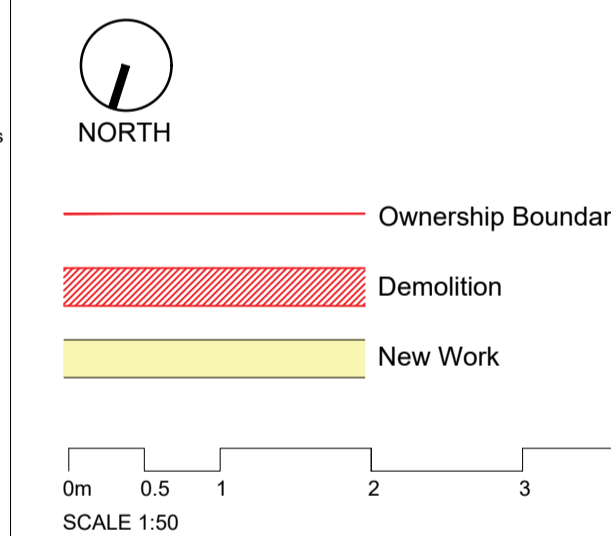 s
NORTH
Ownership Boundar
Demolition
New Work
0m 0.5 1 2 3
SCALE 1:50